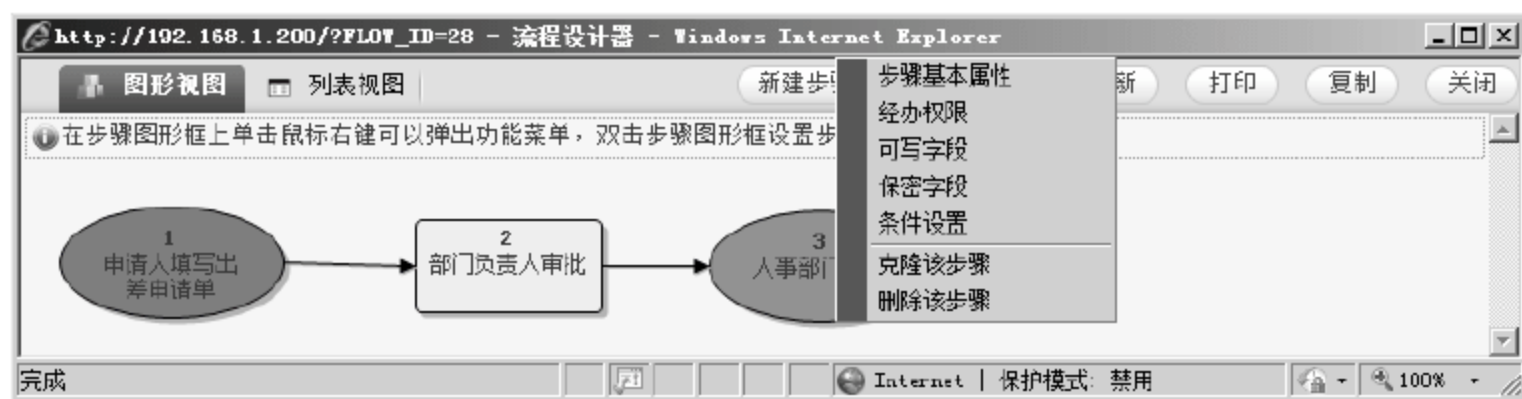 http://192.168.1.200/?FLOW_ID=28 - 流程设计器 - Windows Internet Explorer
图形视图 列表视图 新建步 新 打印 复制 关闭
在步骤图形框上单击鼠标右键可以弹出功能菜单，双击步骤图形框设置步
步骤基本属性
经办权限
可写字段
保密字段
条件设置
克隆该步骤
删除该步骤
1
申请人填写出
差申请单
2
部门负责人审批
3
人事部门
完成 Internet | 保护模式: 禁用 100%